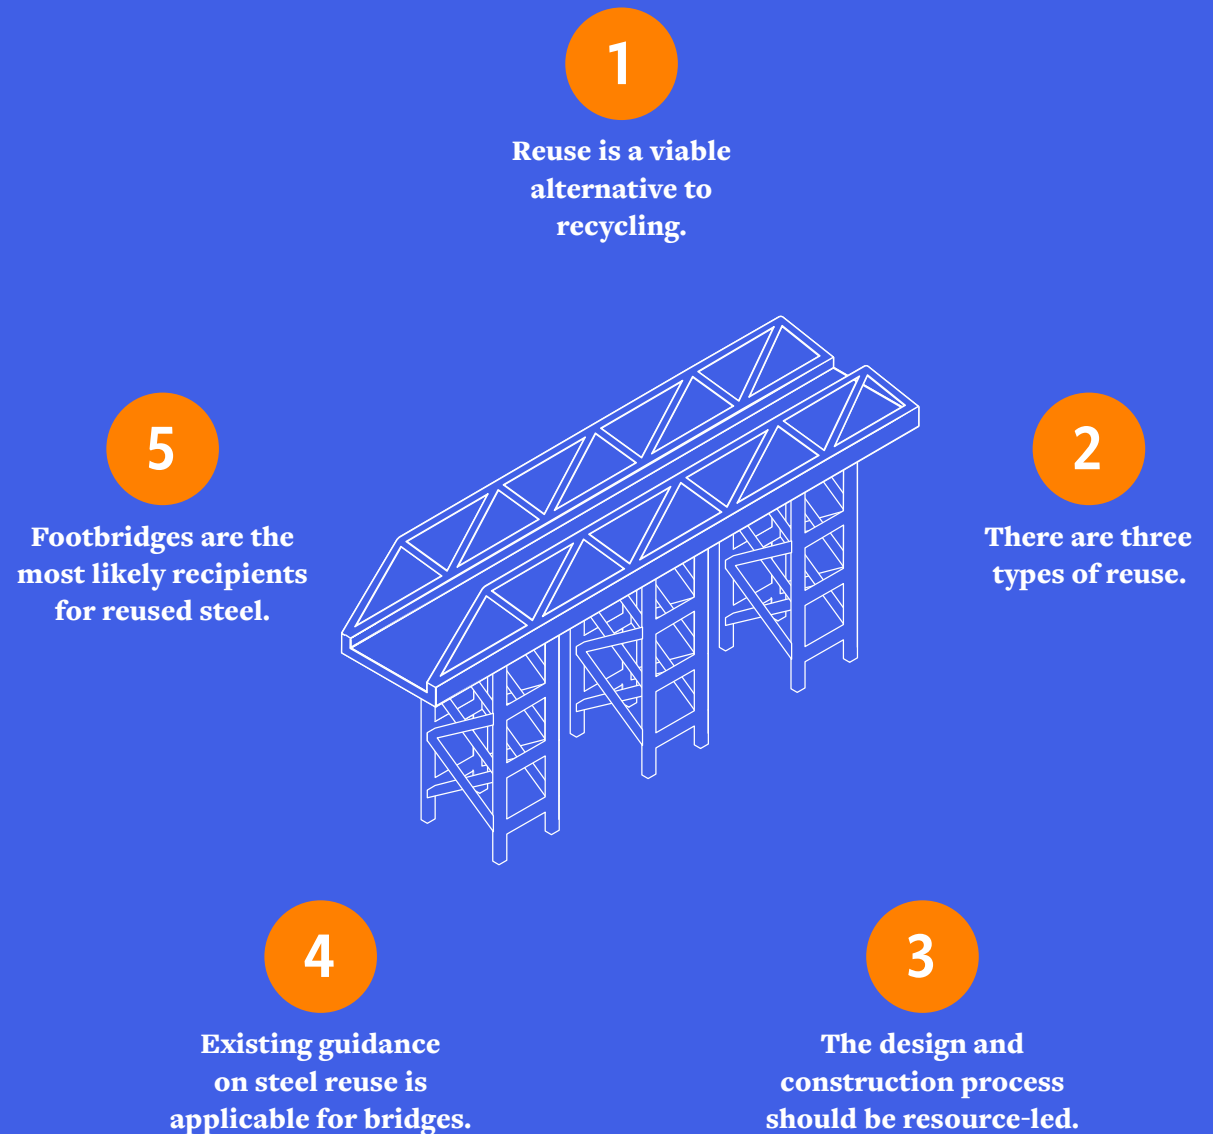 1
Reuse is a viable
alternative to
recycling.
2
There are three
types of reuse.
3
The design and
construction process
should be resource-led.
4
Existing guidance
on steel reuse is
applicable for bridges.
5
Footbridges are the
most likely recipients
for reused steel.